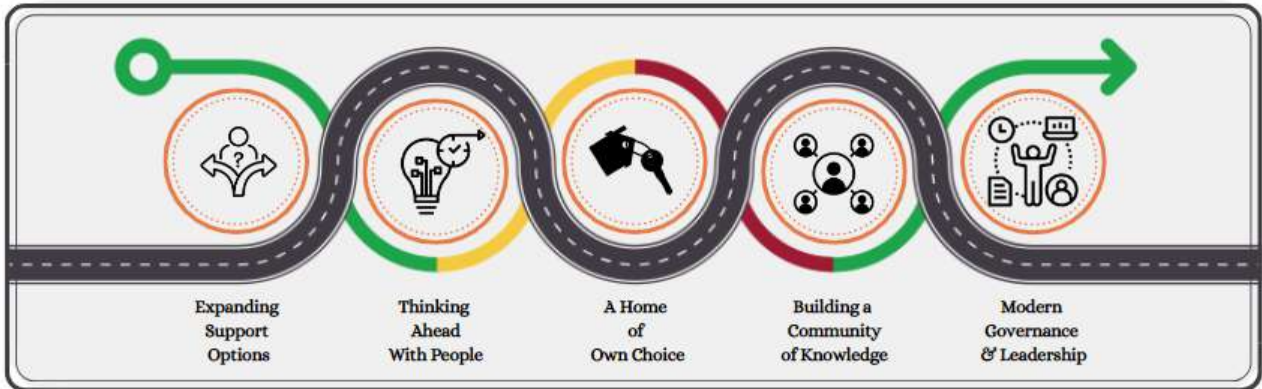 Expanding
Support
Options
Thinking
Ahead
With People
A Home
of
Own Choice
Building a
Community
of Knowledge
Modern
Governance
& Leadership
?